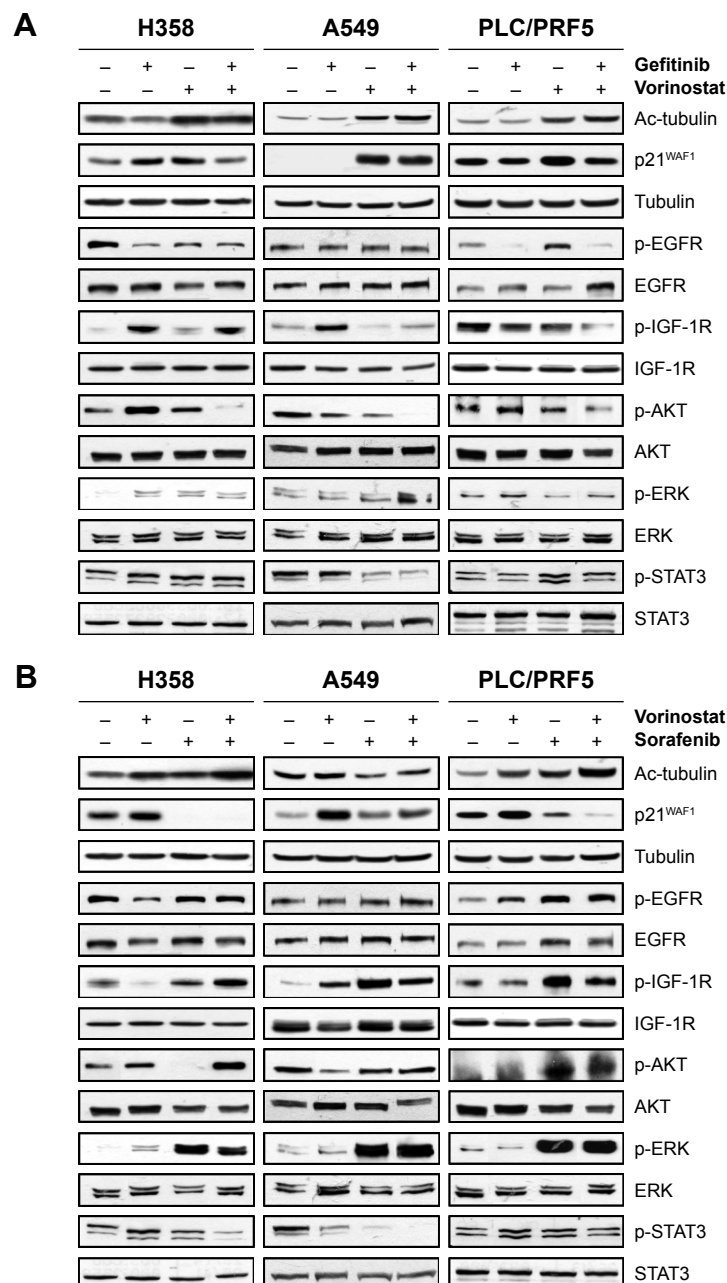 A
H358 A549 PLC/PRF5
– + – + – + – + – + – + Gefitinib
– – + + – – + + – – + + Vorinostat
Ac-tubulin
p21WAF1
Tubulin
p-EGFR
EGFR
p-IGF-1R
IGF-1R
p-AKT
AKT
p-ERK
ERK
p-STAT3
STAT3
B
H358 A549 PLC/PRF5
– + – + – + – + – + – + Vorinostat
– – + + – – + + – – + + Sorafenib
Ac-tubulin
p21WAF1
Tubulin
p-EGFR
EGFR
p-IGF-1R
IGF-1R
p-AKT
AKT
p-ERK
ERK
p-STAT3
STAT3